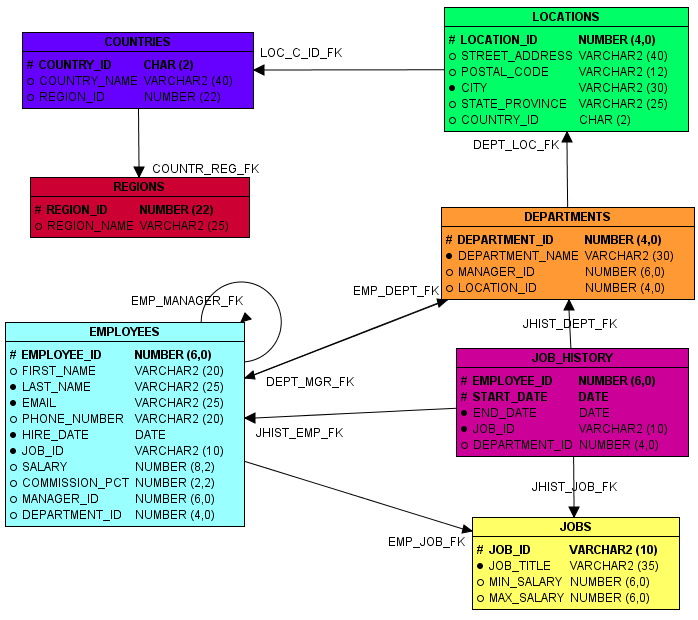 LOCATIONS
# LOCATION_ID NUMBER (4,0)
STREET_ADDRESS VARCHAR2 (40)
POSTAL_CODE VARCHAR2 (12)
CITY VARCHAR2 (30)
STATE_PROVINCE VARCHAR2 (25)
COUNTRY_ID CHAR (2)
COUNTRIES
# COUNTRY_ID CHAR (2)
COUNTRY_NAME VARCHAR2 (40)
REGION_ID NUMBER (22)
LOC_C_ID_FK
DEPT_LOC_FK
COUNTR_REG_FK
REGIONS
# REGION_ID NUMBER (22)
REGION_NAME VARCHAR2 (25)
DEPARTMENTS
# DEPARTMENT_ID NUMBER (4,0)
DEPARTMENT_NAME VARCHAR2 (30)
MANAGER_ID NUMBER (6,0)
LOCATION_ID NUMBER (4,0)
EMP_MANAGER_FK
EMP_DEPT_FK
JHIST_DEPT_FK
EMPLOYEES
# EMPLOYEE_ID NUMBER (6,0)
FIRST_NAME VARCHAR2 (20)
LAST_NAME VARCHAR2 (25)
EMAIL VARCHAR2 (25)
PHONE_NUMBER VARCHAR2 (20)
HIRE_DATE DATE
JOB_ID VARCHAR2 (10)
SALARY NUMBER (8,2)
COMMISSION_PCT NUMBER (2,2)
MANAGER_ID NUMBER (6,0)
DEPARTMENT_ID NUMBER (4,0)
DEPT_MGR_FK
JHIST_EMP_FK
JOB_HISTORY
# EMPLOYEE_ID NUMBER (6,0)
# START_DATE DATE
END_DATE DATE
JOB_ID VARCHAR2 (10)
DEPARTMENT_ID NUMBER (4,0)
JHIST_JOB_FK
EMP_JOB_FK
JOBS
# JOB_ID VARCHAR2 (10)
JOB_TITLE VARCHAR2 (35)
MIN_SALARY NUMBER (6,0)
MAX_SALARY NUMBER (6,0)